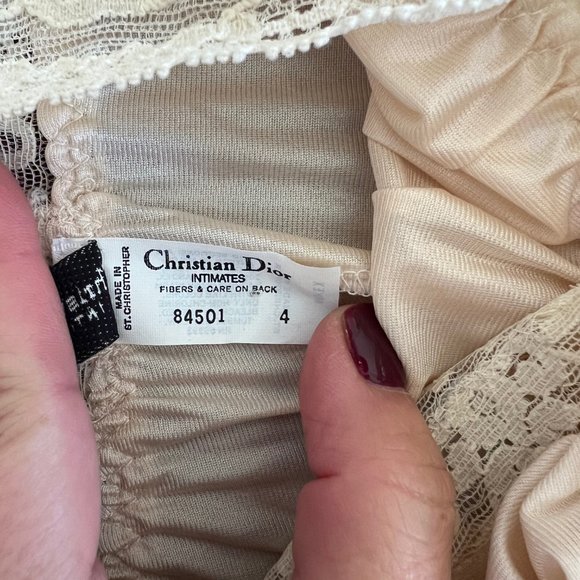 MADE IN
ST. CHRISTOPHER
Christian Dior
INTIMATES
FIBERS & CARE ON BACK
84501 4